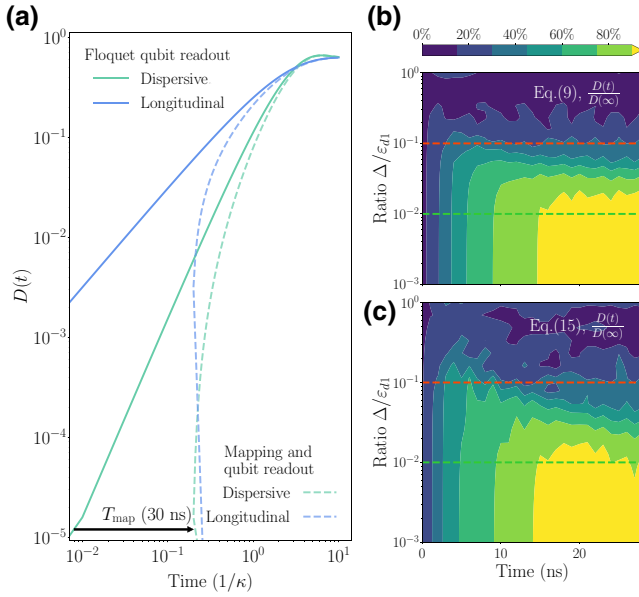 (a)
10^0
10^-1
10^-2
10^-3
10^-4
10^-5
D(t)
Floquet qubit readout
Dispersive
Longitudinal
Mapping and
qubit readout
Dispersive
Longitudinal
T_map (30 ns)
10^-2
10^-1
10^0
10^1
Time (1/κ)
0%
20%
40%
60%
80%
(b)
Eq.(9), D(t)/D(∞)
10^0
10^-1
10^-2
10^-3
Ratio Δ/ε_d1
(c)
Eq.(15), D(t)/D(∞)
10^0
10^-1
10^-2
10^-3
Ratio Δ/ε_d1
0
10
20
Time (ns)